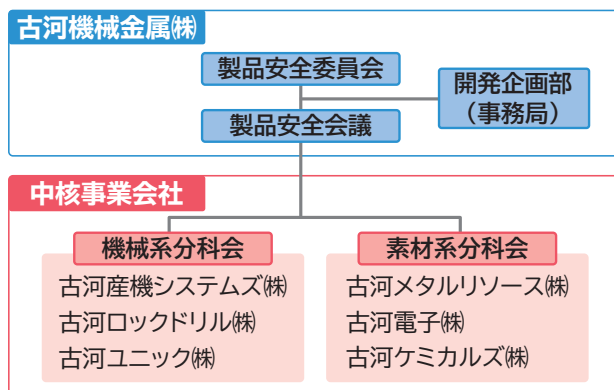 古河機械金属㈱
製品安全委員会
開発企画部
（事務局）
製品安全会議
中核事業会社
機械系分科会
古河産機システムズ㈱
古河ロックドリル㈱
古河ユニック㈱
素材系分科会
古河メタルリソース㈱
古河電子㈱
古河ケミカルズ㈱